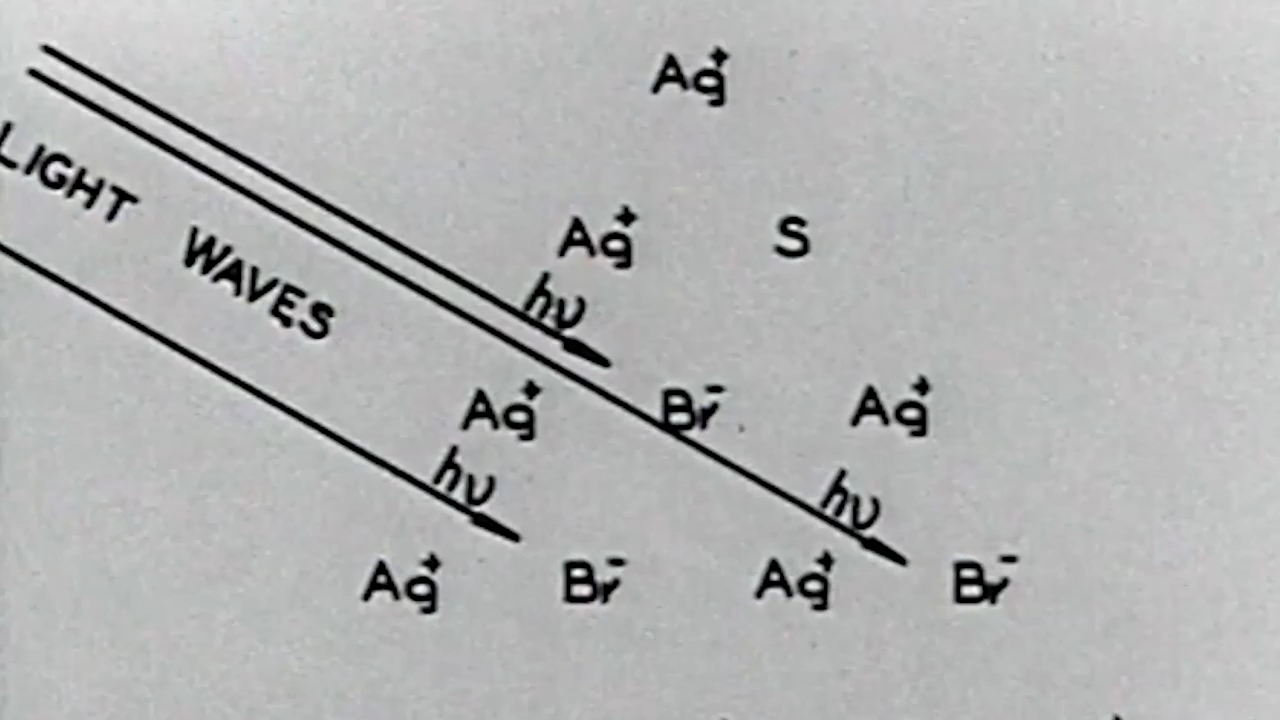 Ag+
LIGHT WAVES
Ag+ S
hν
Ag+ Br- Ag+
hν hν
Ag+ Br- Ag+ Br-